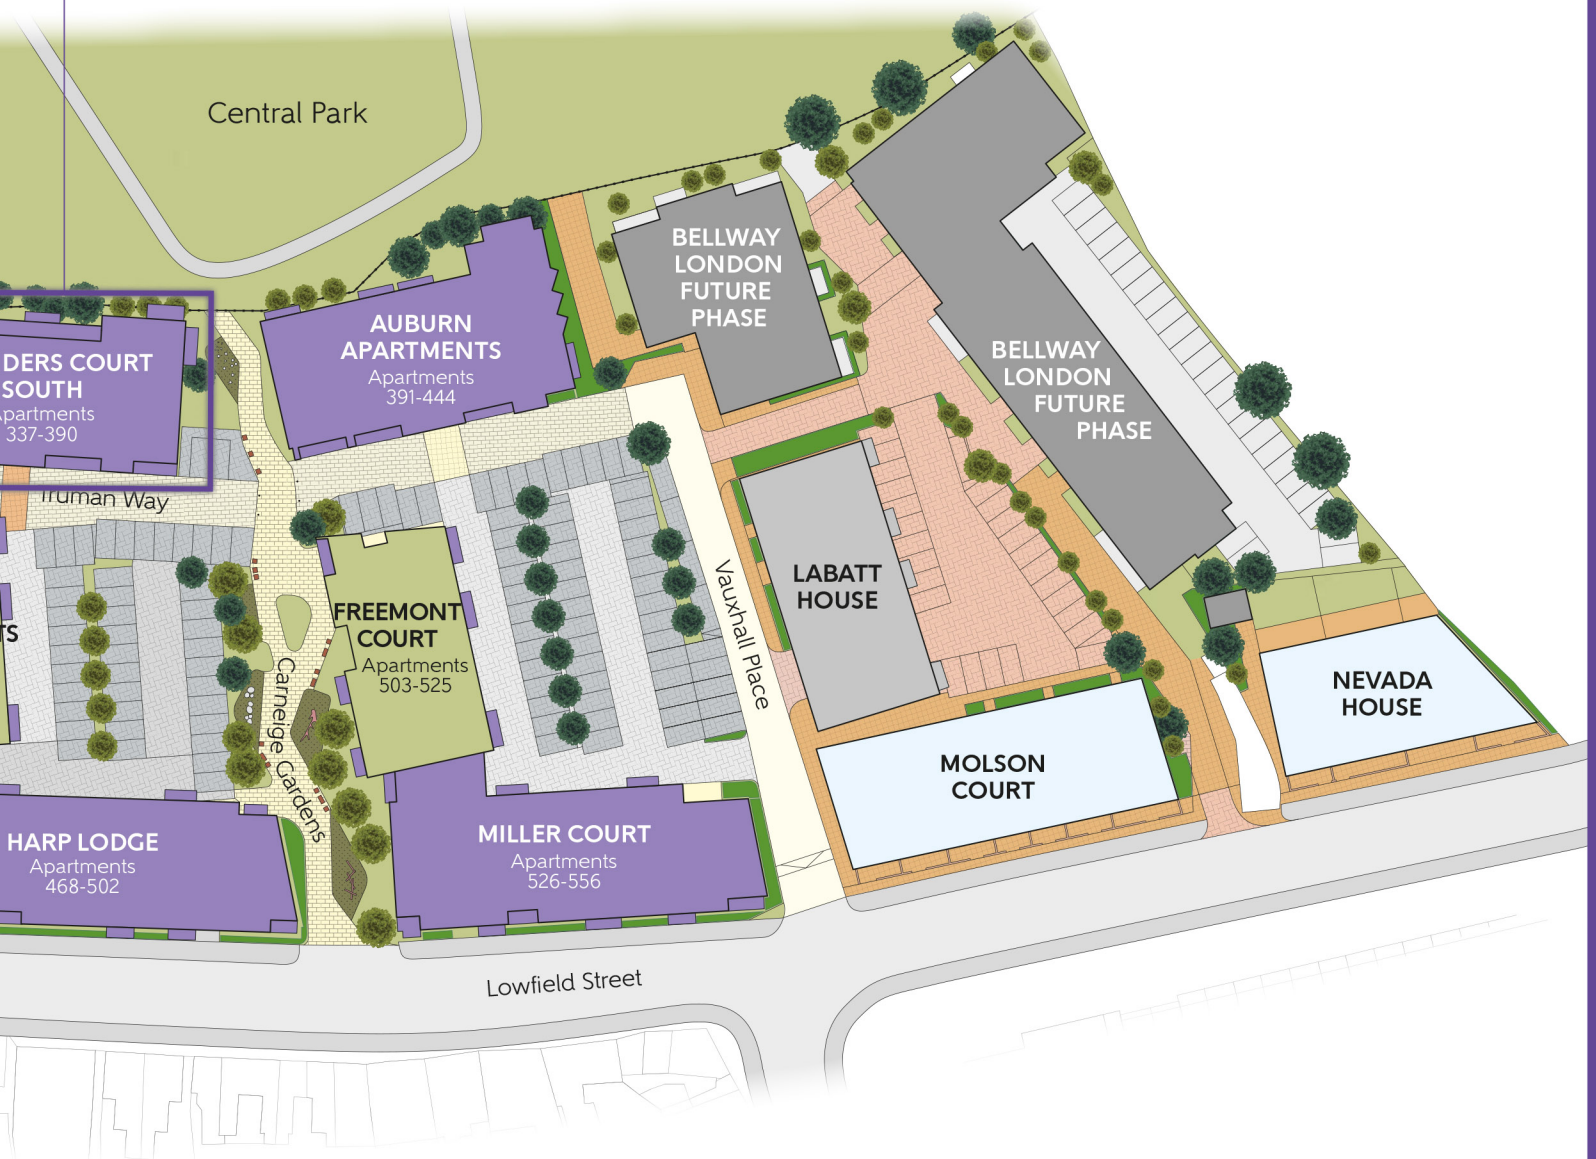 Central Park
BELLWAY
LONDON
FUTURE
PHASE
AUBURN
APARTMENTS
Apartments
391-444
BELLWAY
LONDON
FUTURE
PHASE
DERS COURT
SOUTH
partments
337-390
Truman Way
LABATT
HOUSE
FREEMONT
COURT
Apartments
503-525
Vauxhall Place
TS
Carneige Gardens
NEVADA
HOUSE
MOLSON
COURT
HARP LODGE
Apartments
468-502
MILLER COURT
Apartments
526-556
Lowfield Street